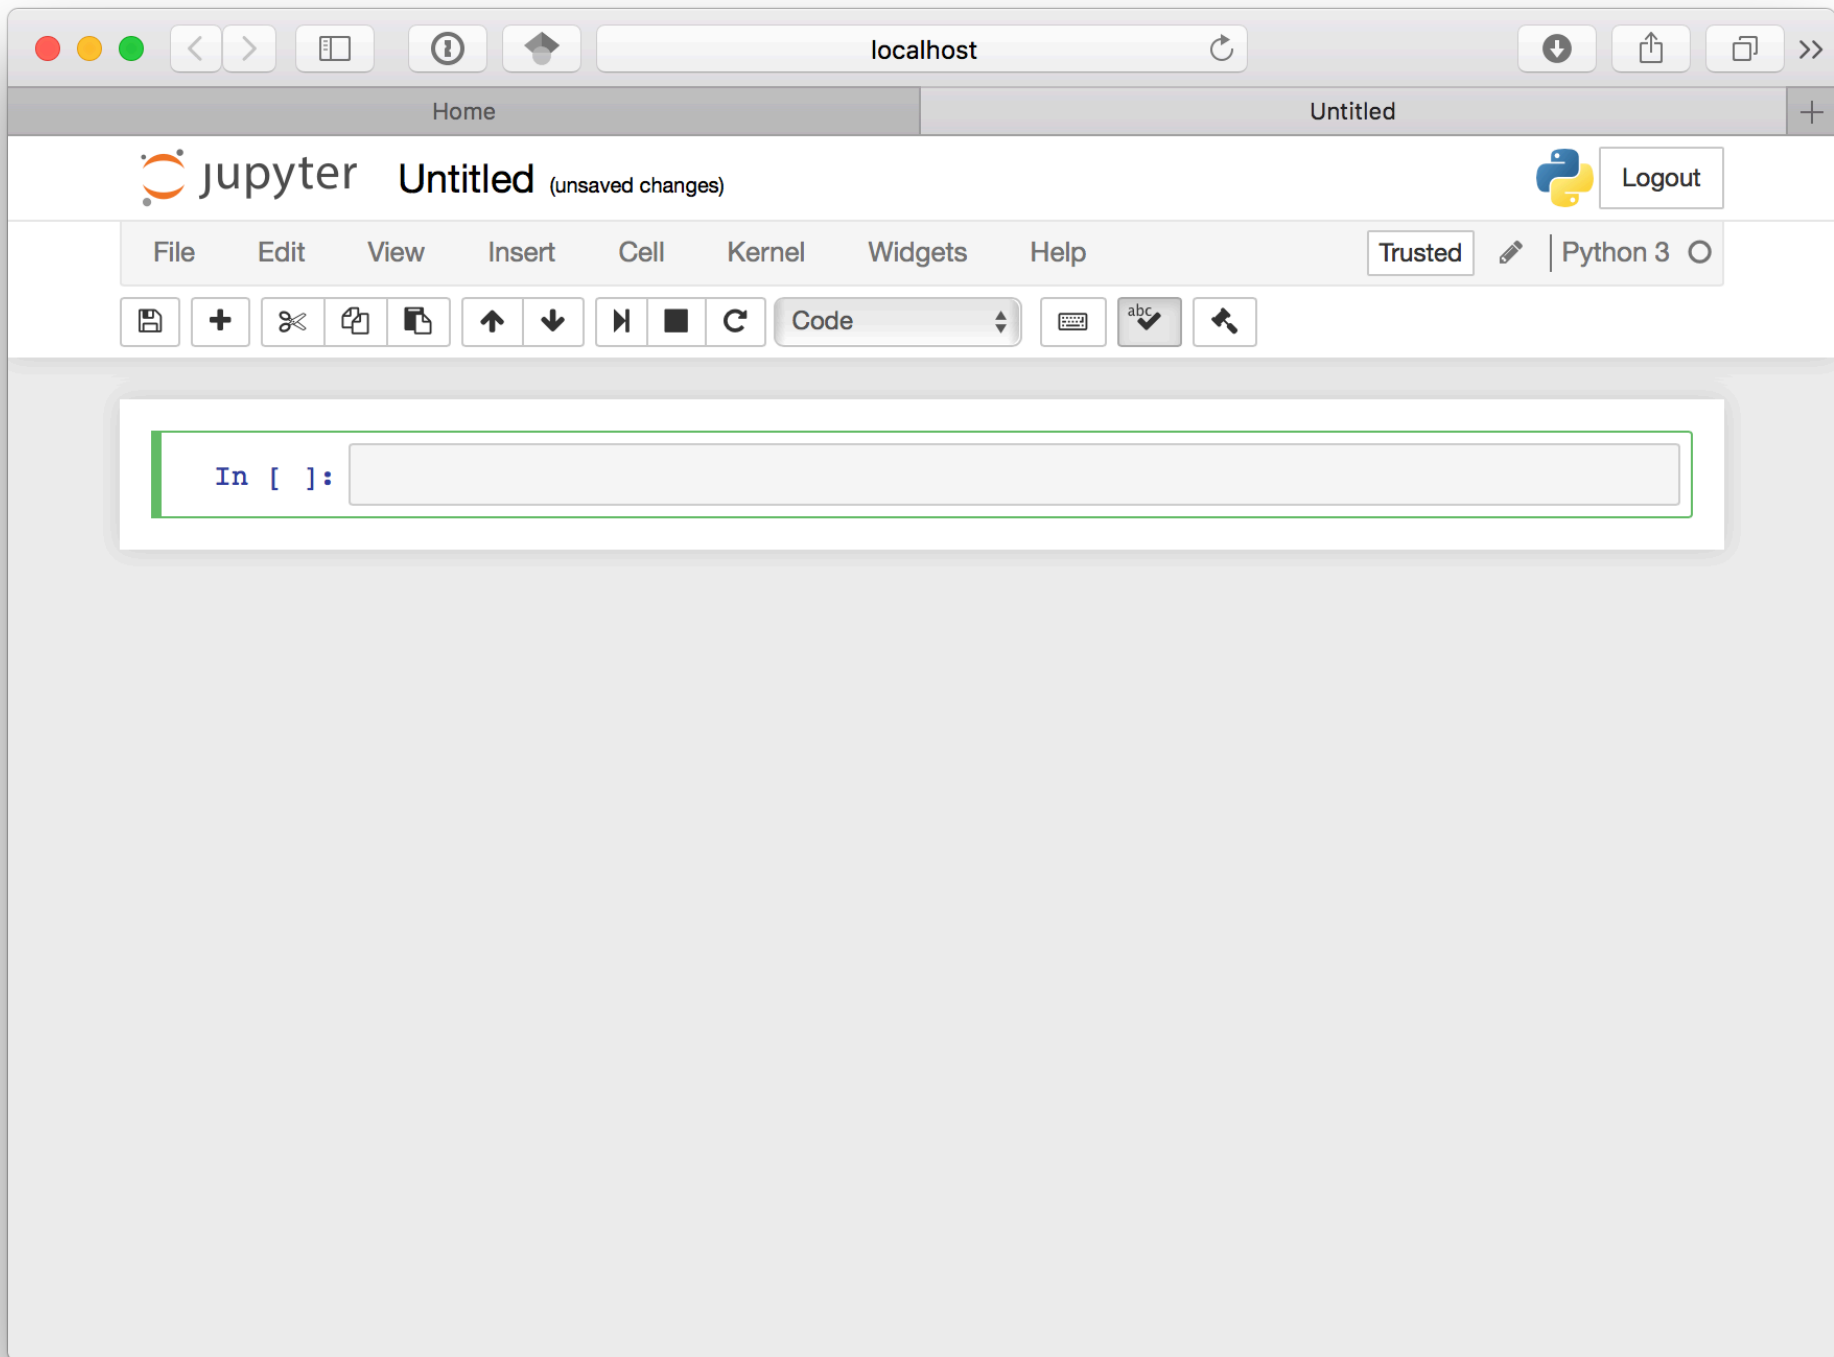 localhost
Home Untitled
jupyter Untitled (unsaved changes) Logout
File Edit View Insert Cell Kernel Widgets Help Trusted Python 3
Code abc
In [ ]: